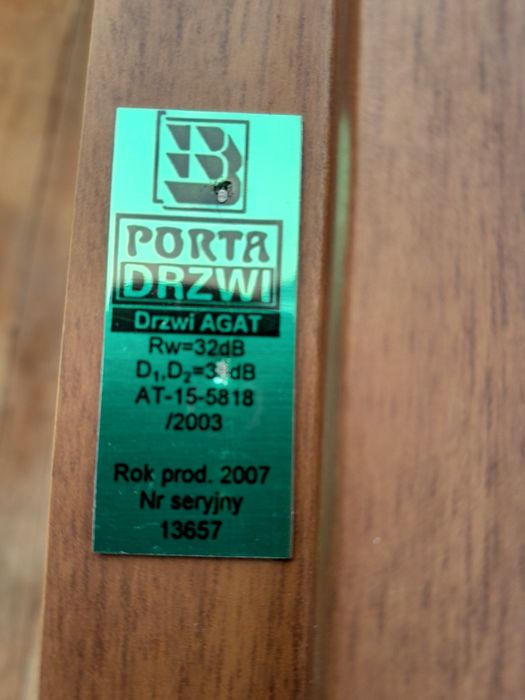 B
PORTA
DRZWI
Drzwi AGAT
Rw=32dB
AT-15-5818
/2003
Rok prod. 2007
Nr seryjny
13657